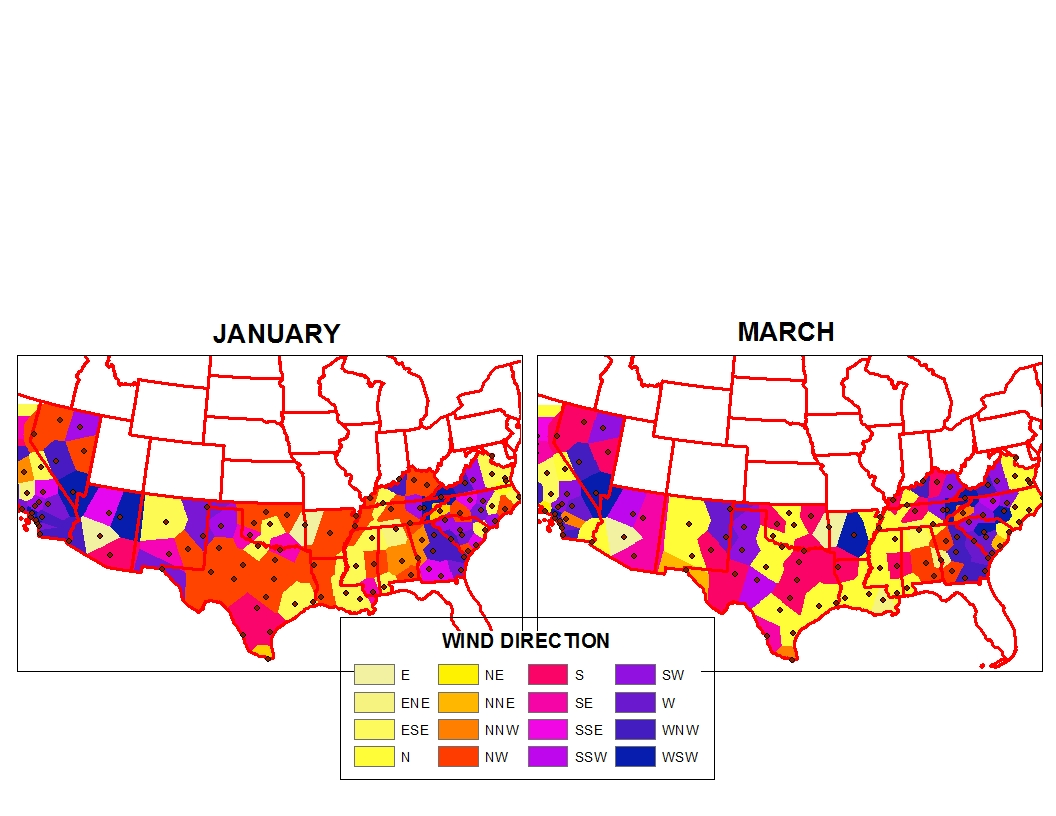 JANUARY
MARCH
WIND DIRECTION
E NE S SW
ENE NNE SE W
ESE NNW SSE WNW
N NW SSW WSW